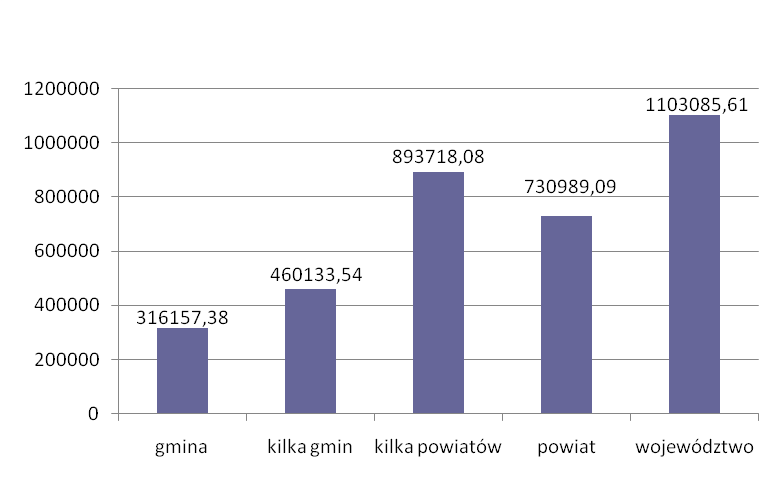 1200000
1000000
800000
600000
400000
200000
0
316157,38
460133,54
893718,08
730989,09
1103085,61
gmina
kilka gmin
kilka powiatów
powiat
województwo